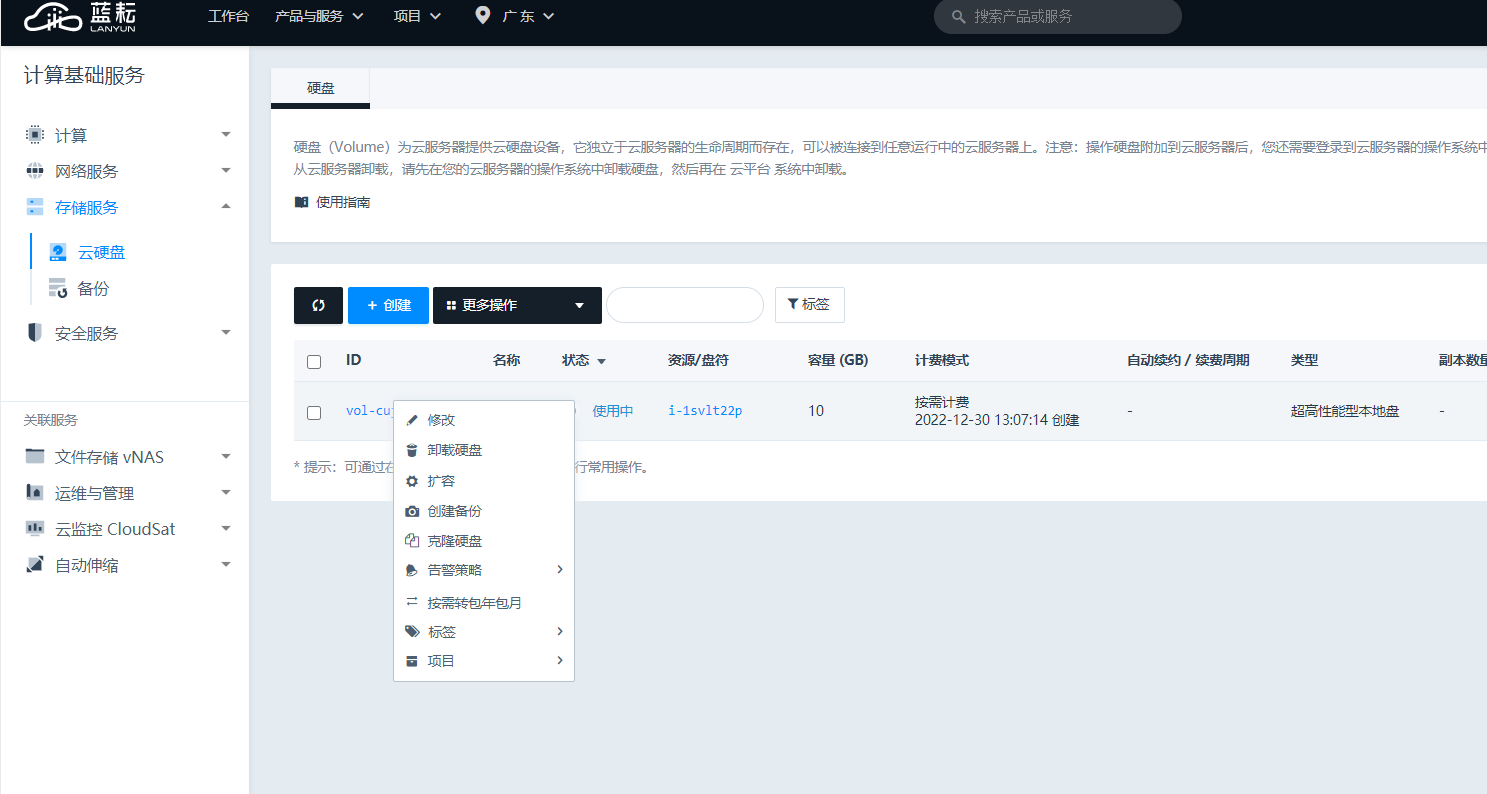 蓝耘
LANYUN
工作台
产品与服务
项目
广东
搜索产品或服务
计算基础服务
计算
网络服务
存储服务
云硬盘
备份
安全服务
关联服务
文件存储 vNAS
运维与管理
云监控 CloudSat
自动伸缩
硬盘
硬盘（Volume）为云服务器提供云硬盘设备，它独立于云服务器的生命周期而存在，可以被连接到任意运行中的云服务器上。注意：操作硬盘附加到云服务器后，您还需要登录到云服务器的操作系统中
从云服务器卸载，请先在您的云服务器的操作系统中卸载硬盘，然后再在 云平台 系统中卸载。
使用指南
+ 创建
更多操作
标签
ID 名称 状态 资源/盘符 容量 (GB) 计费模式 自动续约 / 续费周期 类型 副本数量
vol-cuj 使用中 i-1svlt22p 10 按需计费 - 超高性能型本地盘 -
2022-12-30 13:07:14 创建
* 提示：可通过在 行常用操作。
修改
卸载硬盘
扩容
创建备份
克隆硬盘
告警策略
按需转包年包月
标签
项目